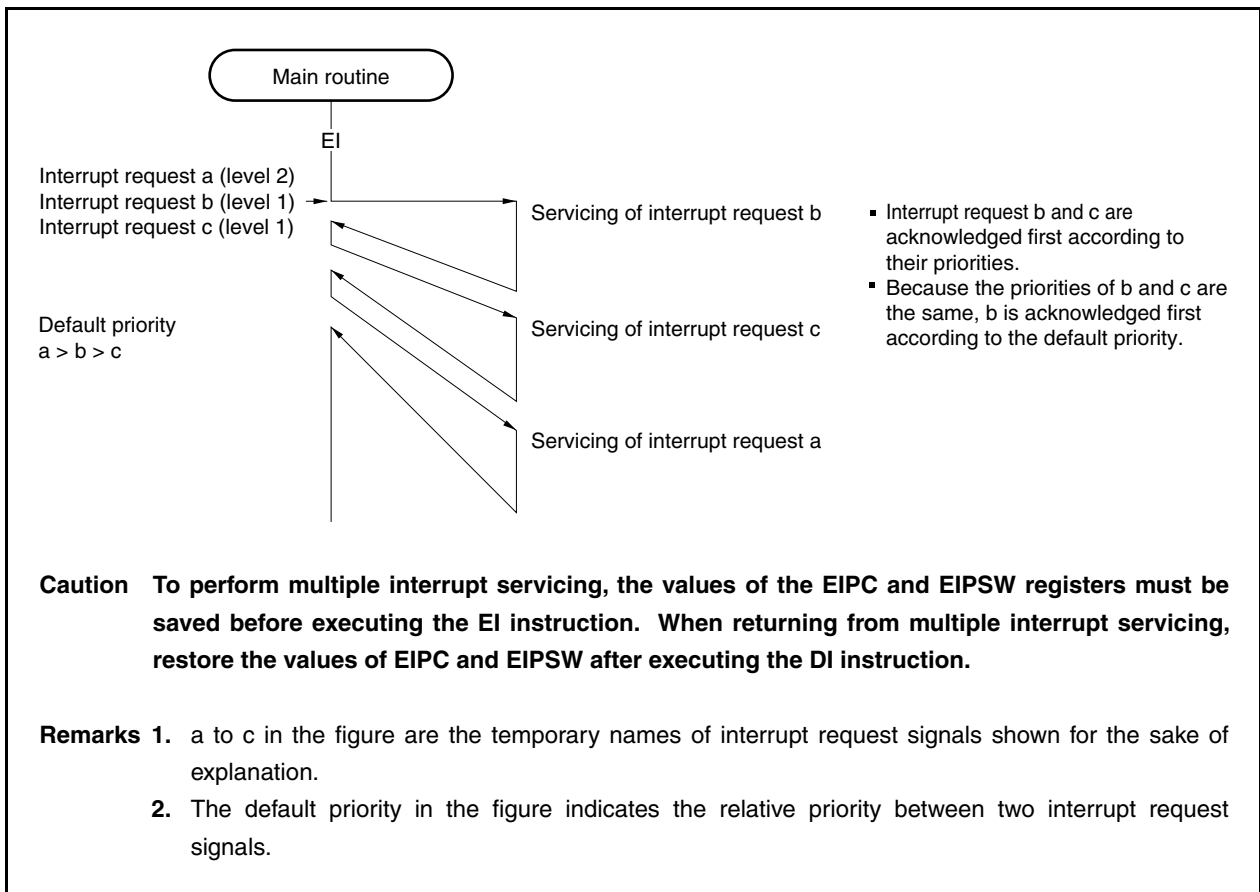 Main routine
EI
Interrupt request a (level 2)
Interrupt request b (level 1)
Interrupt request c (level 1)
Servicing of interrupt request b
▪ Interrupt request b and c are
acknowledged first according to
their priorities.
▪ Because the priorities of b and c are
the same, b is acknowledged first
according to the default priority.
Default priority
a > b > c
Servicing of interrupt request c
Servicing of interrupt request a
Caution To perform multiple interrupt servicing, the values of the EIPC and EIPSW registers must be
saved before executing the EI instruction. When returning from multiple interrupt servicing,
restore the values of EIPC and EIPSW after executing the DI instruction.
Remarks 1. a to c in the figure are the temporary names of interrupt request signals shown for the sake of
explanation.
2. The default priority in the figure indicates the relative priority between two interrupt request
signals.